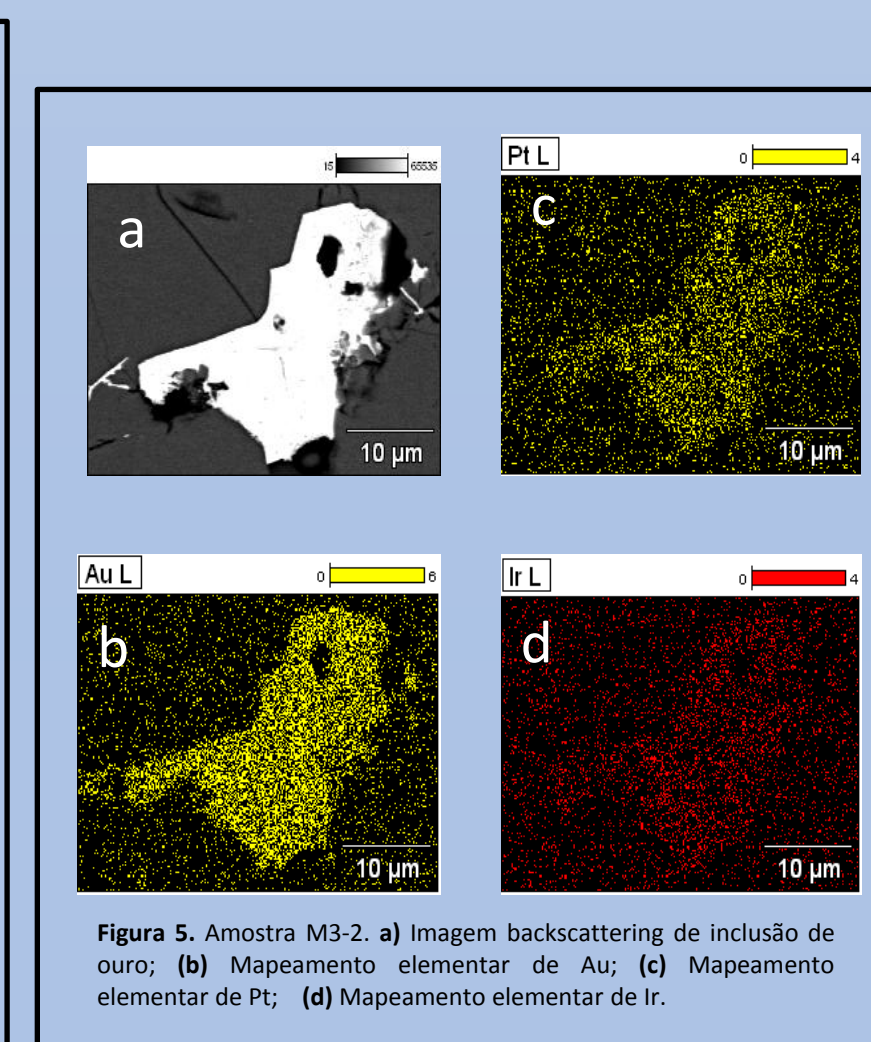 15 65535
a
10 µm
Pt L 0 4
c
10 µm
Au L 0 6
b
10 µm
Ir L 0 4
d
10 µm
Figura 5. Amostra M3-2. a) Imagem backscattering de inclusão de
ouro; (b) Mapeamento elementar de Au; (c) Mapeamento
elementar de Pt; (d) Mapeamento elementar de Ir.